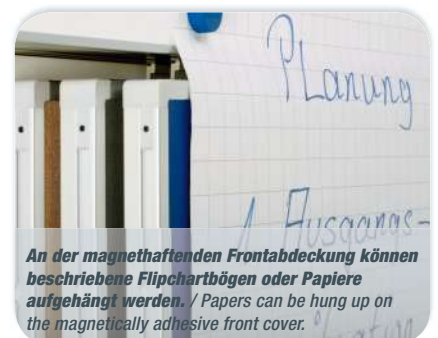 Planung
1. Ausgangs-
An der magnethaftenden Frontabdeckung können
beschriebene Flipchartbögen oder Papiere
aufgehängt werden. / Papers can be hung up on
the magnetically adhesive front cover.